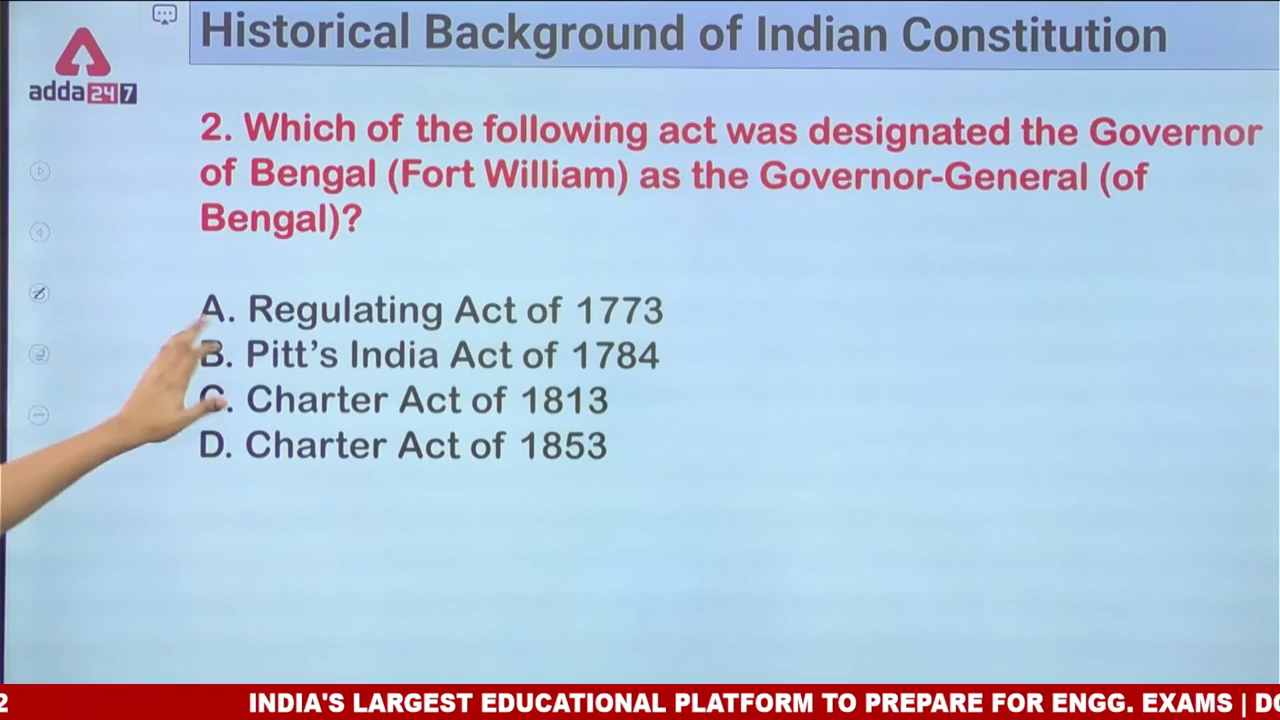 Historical Background of Indian Constitution
adda247
2. Which of the following act was designated the Governor
of Bengal (Fort William) as the Governor-General (of
Bengal)?
A. Regulating Act of 1773
B. Pitt's India Act of 1784
C. Charter Act of 1813
D. Charter Act of 1853
2 INDIA'S LARGEST EDUCATIONAL PLATFORM TO PREPARE FOR ENGG. EXAMS |